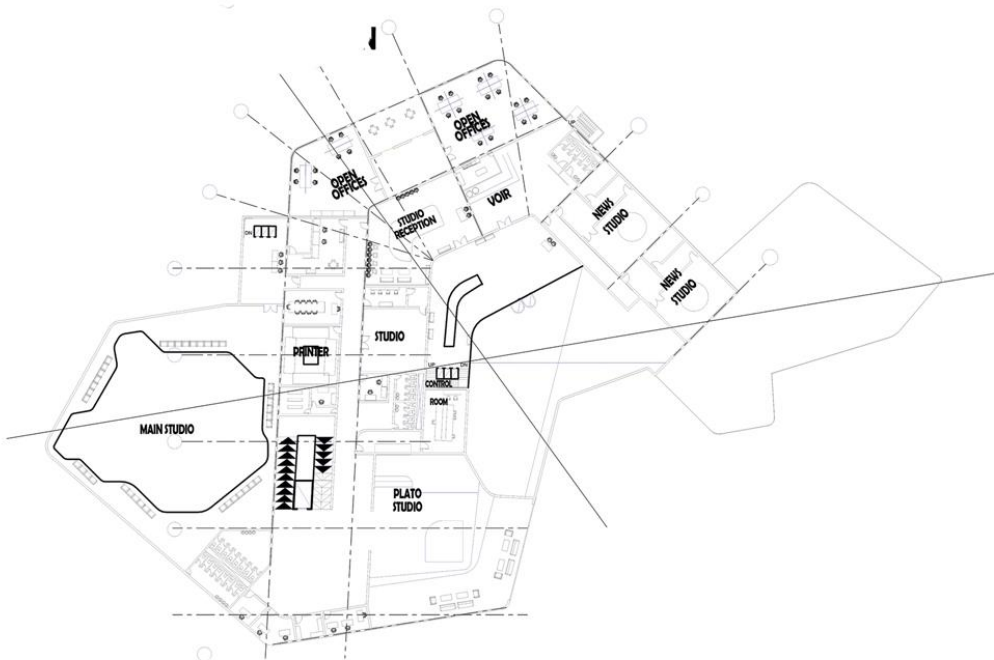 OPEN
OFFICES
OPEN
OFFICES
STUDIO
RECEPTION
VOIR
NEWS
STUDIO
NEWS
STUDIO
STUDIO
PRINTER
CONTROL
ROOM
MAIN STUDIO
PLATO
STUDIO